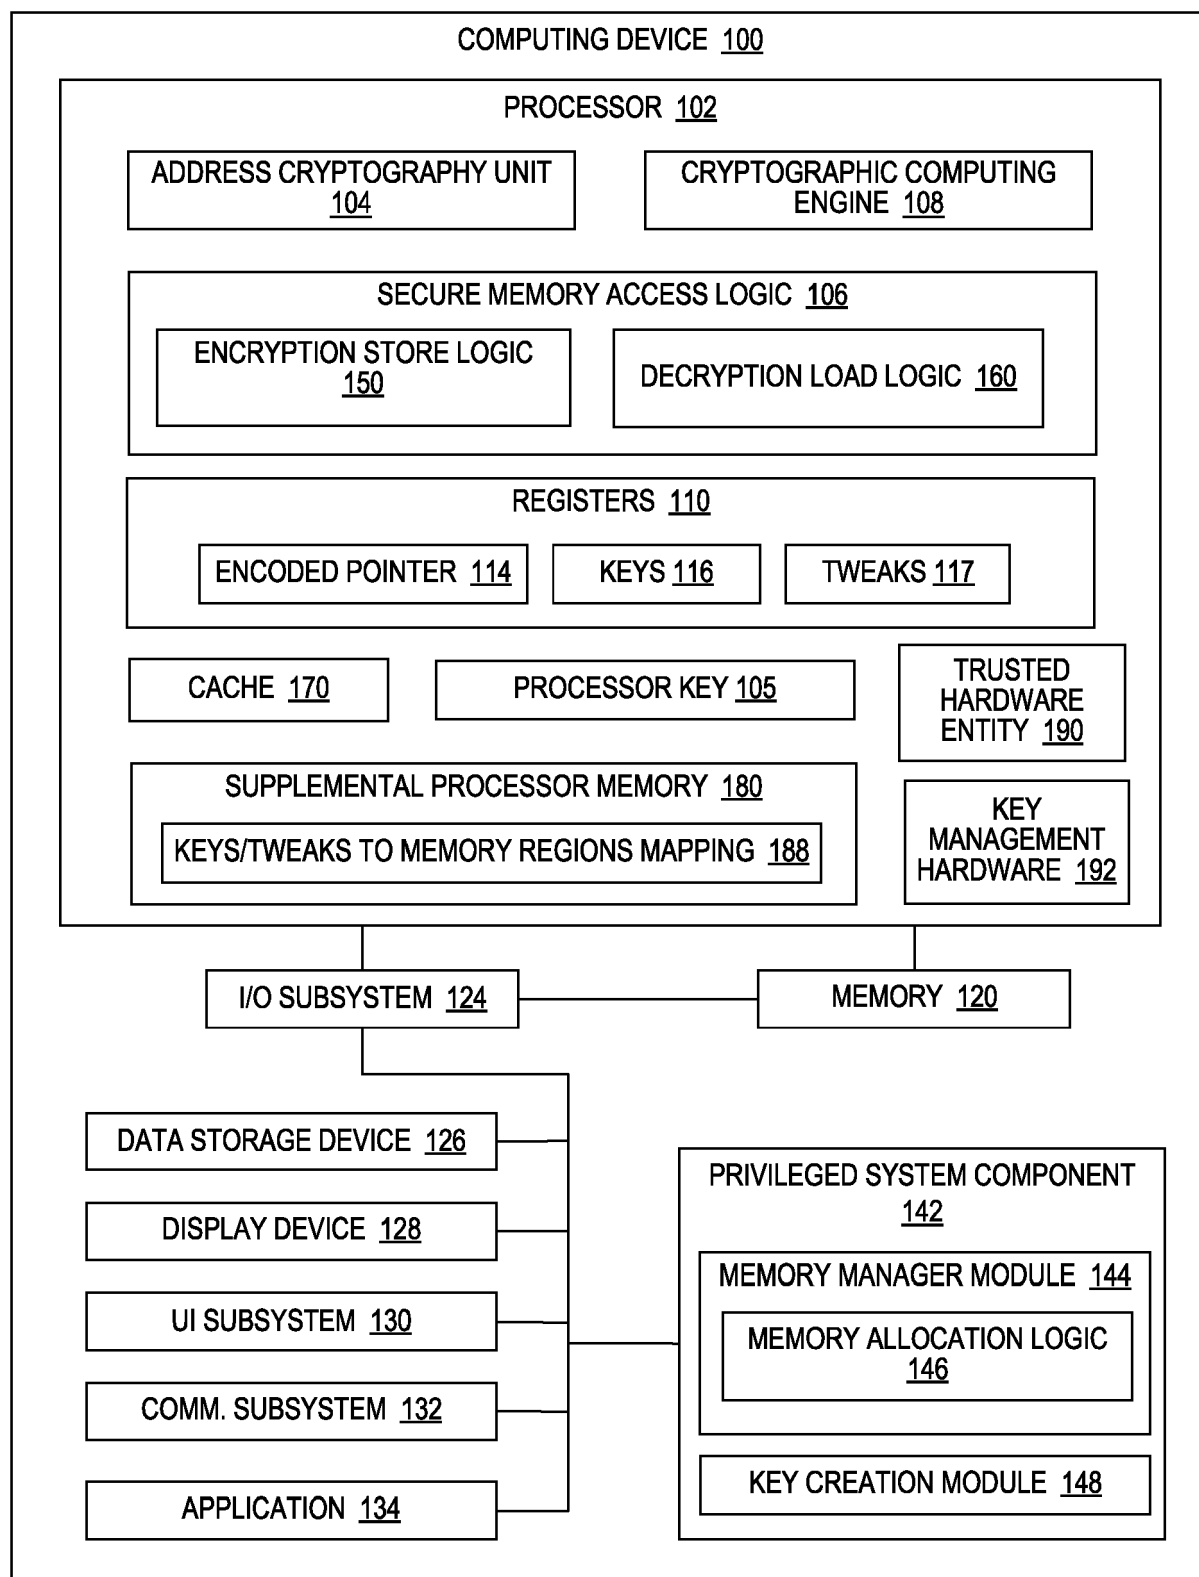 COMPUTING DEVICE 100
PROCESSOR 102
ADDRESS CRYPTOGRAPHY UNIT
104
CRYPTOGRAPHIC COMPUTING
ENGINE 108
SECURE MEMORY ACCESS LOGIC 106
ENCRYPTION STORE LOGIC
150
DECRYPTION LOAD LOGIC 160
REGISTERS 110
ENCODED POINTER 114
KEYS 116
TWEAKS 117
CACHE 170
PROCESSOR KEY 105
TRUSTED
HARDWARE
ENTITY 190
SUPPLEMENTAL PROCESSOR MEMORY 180
KEYS/TWEAKS TO MEMORY REGIONS MAPPING 188
KEY
MANAGEMENT
HARDWARE 192
I/O SUBSYSTEM 124
MEMORY 120
DATA STORAGE DEVICE 126
DISPLAY DEVICE 128
UI SUBSYSTEM 130
COMM. SUBSYSTEM 132
APPLICATION 134
PRIVILEGED SYSTEM COMPONENT
142
MEMORY MANAGER MODULE 144
MEMORY ALLOCATION LOGIC
146
KEY CREATION MODULE 148